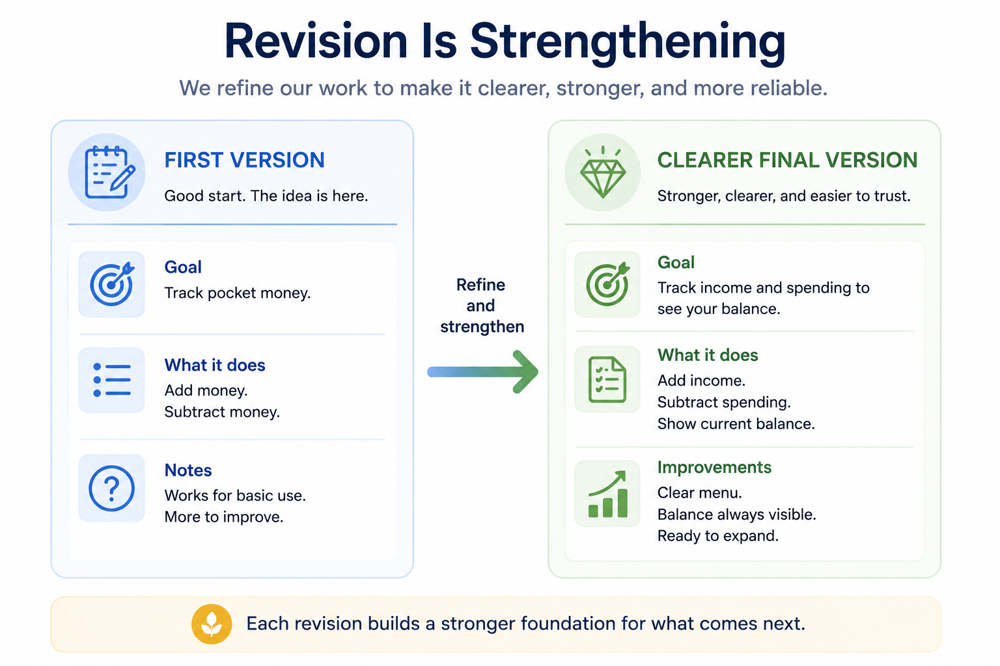 Revision Is Strengthening
We refine our work to make it clearer, stronger, and more reliable.
FIRST VERSION
Good start. The idea is here.
Goal
Track pocket money.
What it does
Add money.
Subtract money.
Notes
Works for basic use.
More to improve.
Refine
and
strengthen
CLEARER FINAL VERSION
Stronger, clearer, and easier to trust.
Goal
Track income and spending to
see your balance.
What it does
Add income.
Subtract spending.
Show current balance.
Improvements
Clear menu.
Balance always visible.
Ready to expand.
Each revision builds a stronger foundation for what comes next.